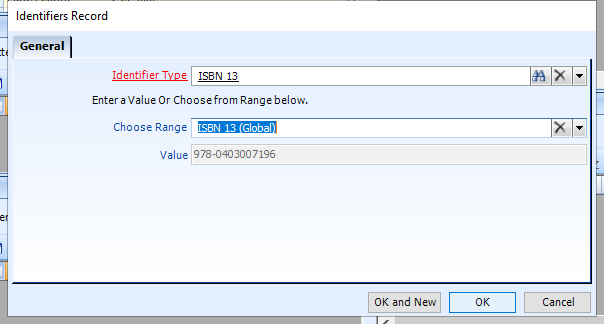 Identifiers Record
General
Identifier Type ISBN 13
Enter a Value Or Choose from Range below.
Choose Range ISBN 13 (Global)
Value 978-0403007196
OK and New OK Cancel